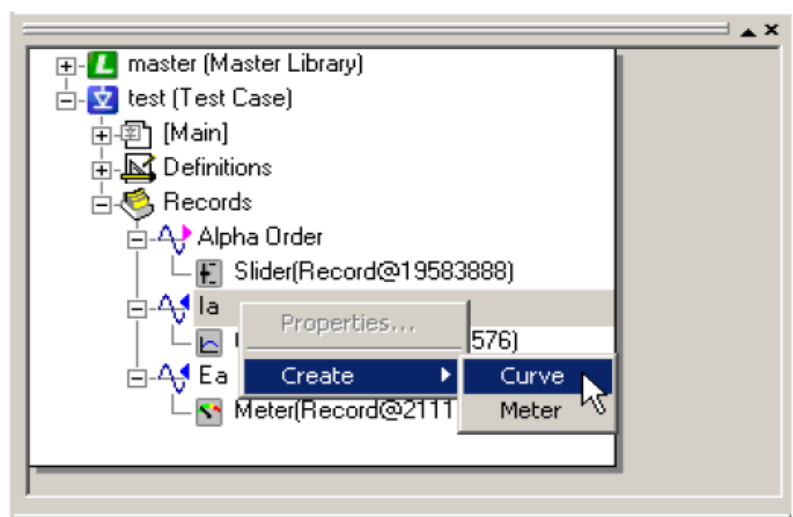 master (Master Library)
test (Test Case)
[Main]
Definitions
Records
Alpha Order
Slider(Record@19583888)
Ia
Properties...
576)
Ea
Create
Curve
Meter(Record@2111
Meter